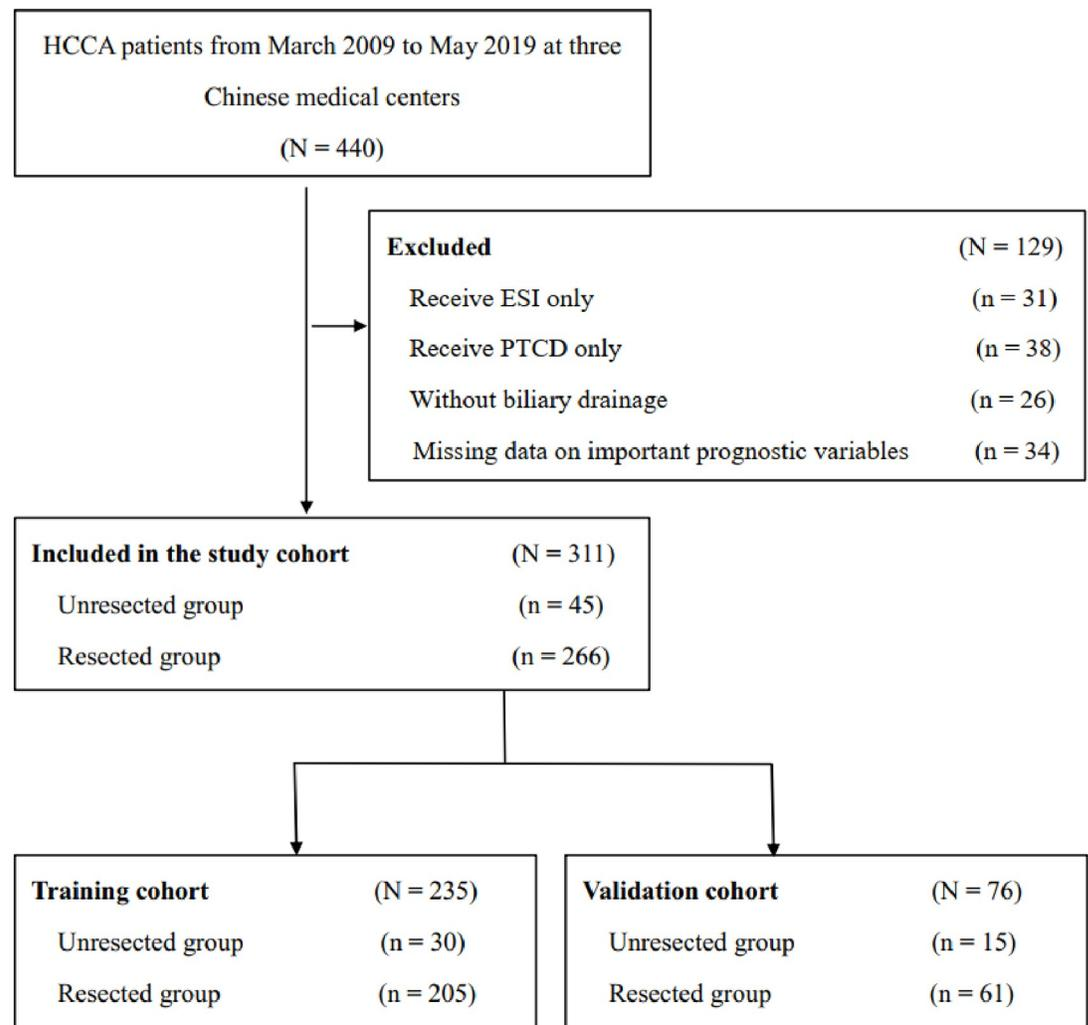 HCCA patients from March 2009 to May 2019 at three
Chinese medical centers
(N = 440)
Excluded (N = 129)
Receive ESI only (n = 31)
Receive PTCD only (n = 38)
Without biliary drainage (n = 26)
Missing data on important prognostic variables (n = 34)
Included in the study cohort (N = 311)
Unresected group (n = 45)
Resected group (n = 266)
Training cohort (N = 235)
Unresected group (n = 30)
Resected group (n = 205)
Validation cohort (N = 76)
Unresected group (n = 15)
Resected group (n = 61)